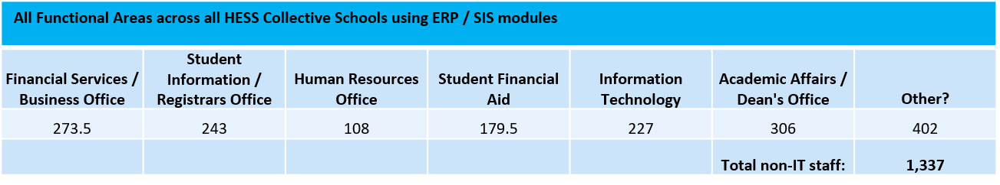 All Functional Areas across all HESS Collective Schools using ERP / SIS modules
Financial Services /
Business Office
Student
Information /
Registrars Office
Human Resources
Office
Student Financial
Aid
Information
Technology
Academic Affairs /
Dean's Office
Other?
273.5 243 108 179.5 227 306 402
Total non-IT staff: 1,337